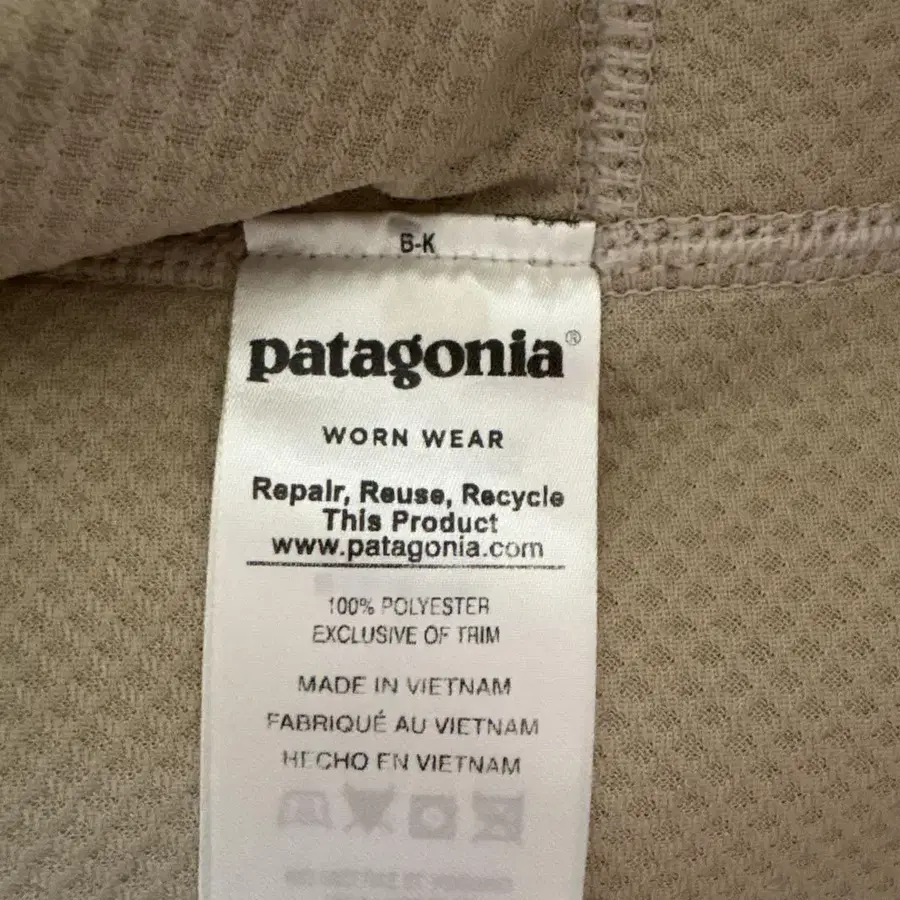 B-K
patagonia®
WORN WEAR
Repair, Reuse, Recycle
This Product
www.patagonia.com
100% POLYESTER
EXCLUSIVE OF TRIM
MADE IN VIETNAM
FABRIQUÉ AU VIETNAM
HECHO EN VIETNAM